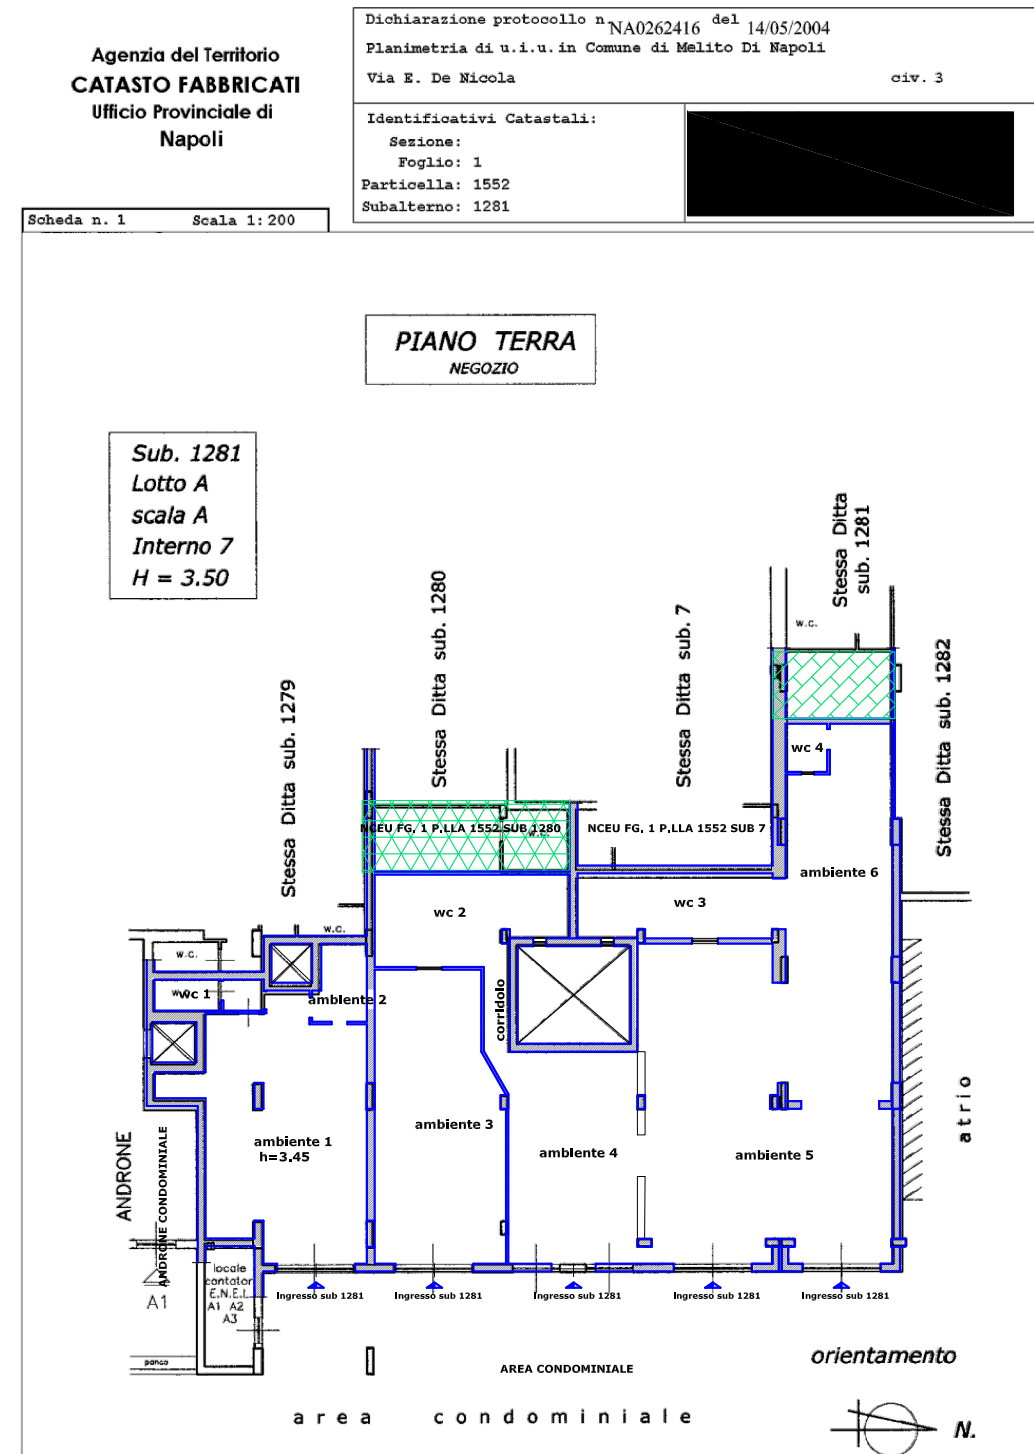 Agenzia del Territorio
CATASTO FABBRICATI
Ufficio Provinciale di
Napoli
Dichiarazione protocollo n. NA0262416 del 14/05/2004
Planimetria di u.i.u. in Comune di Melito Di Napoli
Via E. De Nicola civ. 3
Identificativi Catastali:
Sezione:
Foglio: 1
Particella: 1552
Subalterno: 1281
Scheda n. 1 Scala 1:200
PIANO TERRA
NEGOZIO
Sub. 1281
Lotto A
scala A
Interno 7
H = 3.50
Stessa Ditta
sub. 1281
Stessa Ditta sub. 1280
Stessa Ditta sub. 7
Stessa Ditta sub. 1282
Stessa Ditta sub. 1279
w.c.
wc 4
NCEU FG. 1 P.LLA 1552 SUB 1280
w.c.
NCEU FG. 1 P.LLA 1552 SUB 7
ambiente 6
wc 2
wc 3
w.c.
w.c.
wc 1
ambiente 2
corridoio
ambiente 1
h=3.45
ambiente 3
ambiente 4
ambiente 5
atrio
ANDRONE
ANDRONE CONDOMINIALE
A1
locale
contator
E.N.E.L
A1 A2
A3
Ingresso sub 1281
Ingresso sub 1281
Ingresso sub 1281
Ingresso sub 1281
Ingresso sub 1281
panca
AREA CONDOMINIALE
orientamento
area condominiale
N.